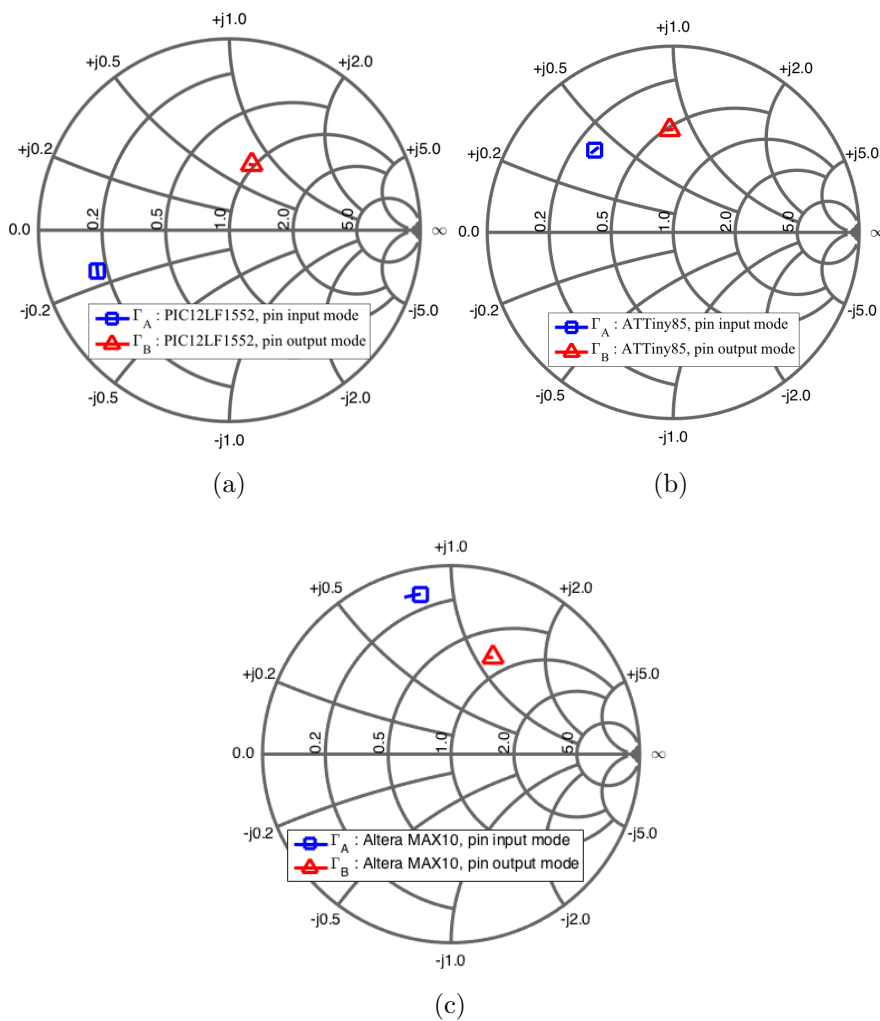 +j1.0
+j0.5
+j2.0
+j0.2
+j5.0
0.0
0.2
0.5
1.0
2.0
5.0
∞
-j0.2
-j5.0
Γ_A : PIC12LF1552, pin input mode
Γ_B : PIC12LF1552, pin output mode
-j0.5
-j2.0
-j1.0
(a)
+j1.0
+j0.5
+j2.0
+j0.2
+j5.0
0.0
0.2
0.5
1.0
2.0
5.0
∞
-j0.2
-j5.0
Γ_A : ATTiny85, pin input mode
Γ_B : ATTiny85, pin output mode
-j0.5
-j2.0
-j1.0
(b)
+j1.0
+j0.5
+j2.0
+j0.2
+j5.0
0.0
0.2
0.5
1.0
2.0
5.0
∞
-j0.2
-j5.0
Γ_A : Altera MAX10, pin input mode
Γ_B : Altera MAX10, pin output mode
-j0.5
-j2.0
-j1.0
(c)